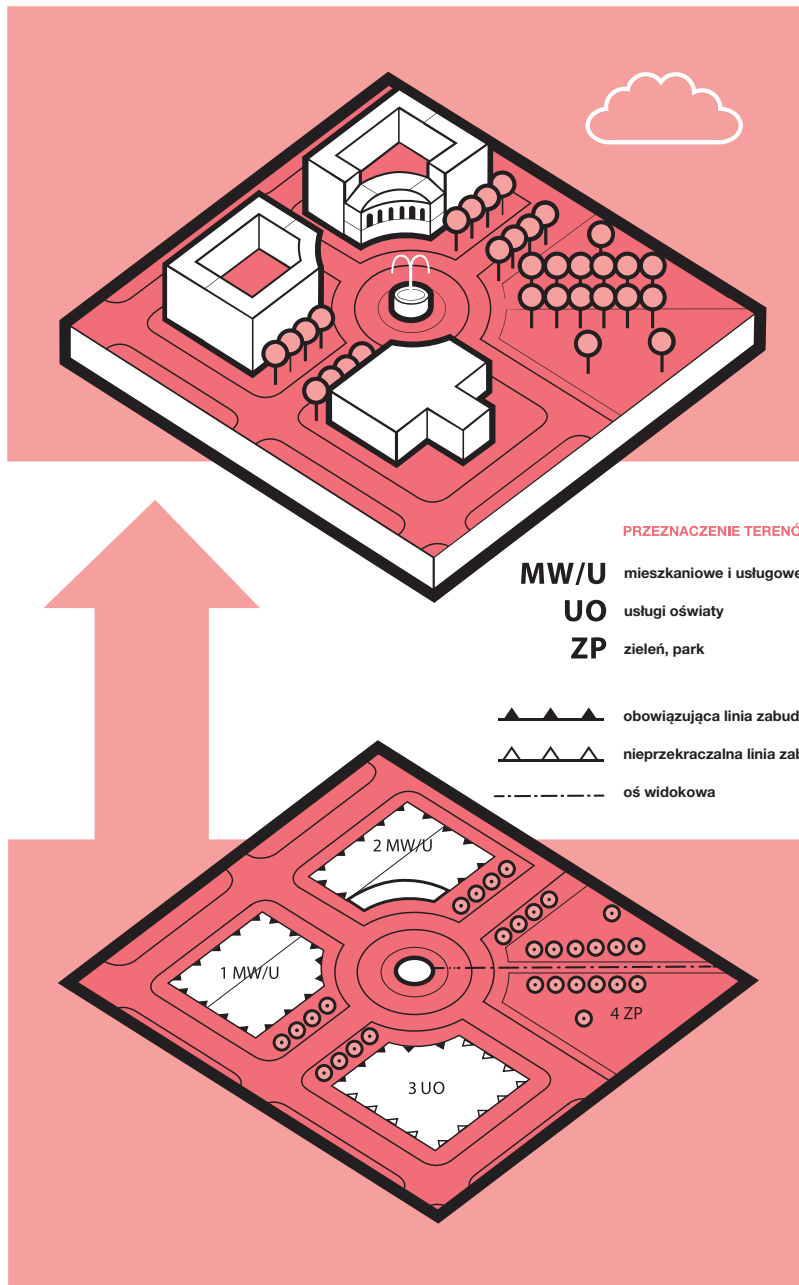 PRZEZNACZENIE TERENÓ
MW/U mieszkaniowe i usługowe
UO usługi oświaty
ZP zieleń, park
obowiązująca linia zabud
nieprzekraczalna linia zab
oś widokowa
2 MW/U
1 MW/U
4 ZP
3 UO